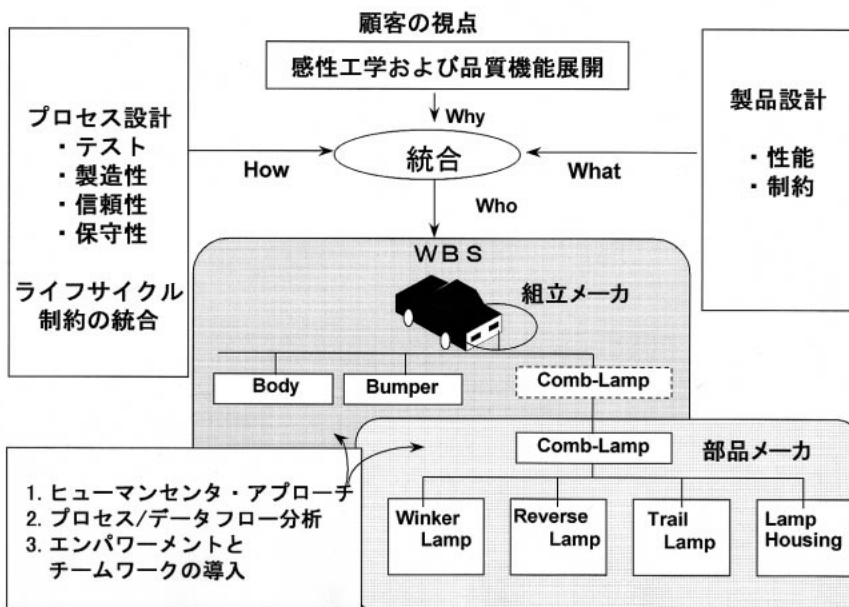 顧客の視点
感性工学および品質機能展開
Why
プロセス設計
・テスト
・製造性
・信頼性
・保守性
ライフサイクル
制約の統合
How
統合
What
製品設計
・性能
・制約
Who
WBS
組立メーカ
Body
Bumper
Comb-Lamp
Comb-Lamp
部品メーカ
Winker
Lamp
Reverse
Lamp
Trail
Lamp
Lamp
Housing
1. ヒューマンセンタ・アプローチ
2. プロセス/データフロー分析
3. エンパワーメントと
チームワークの導入